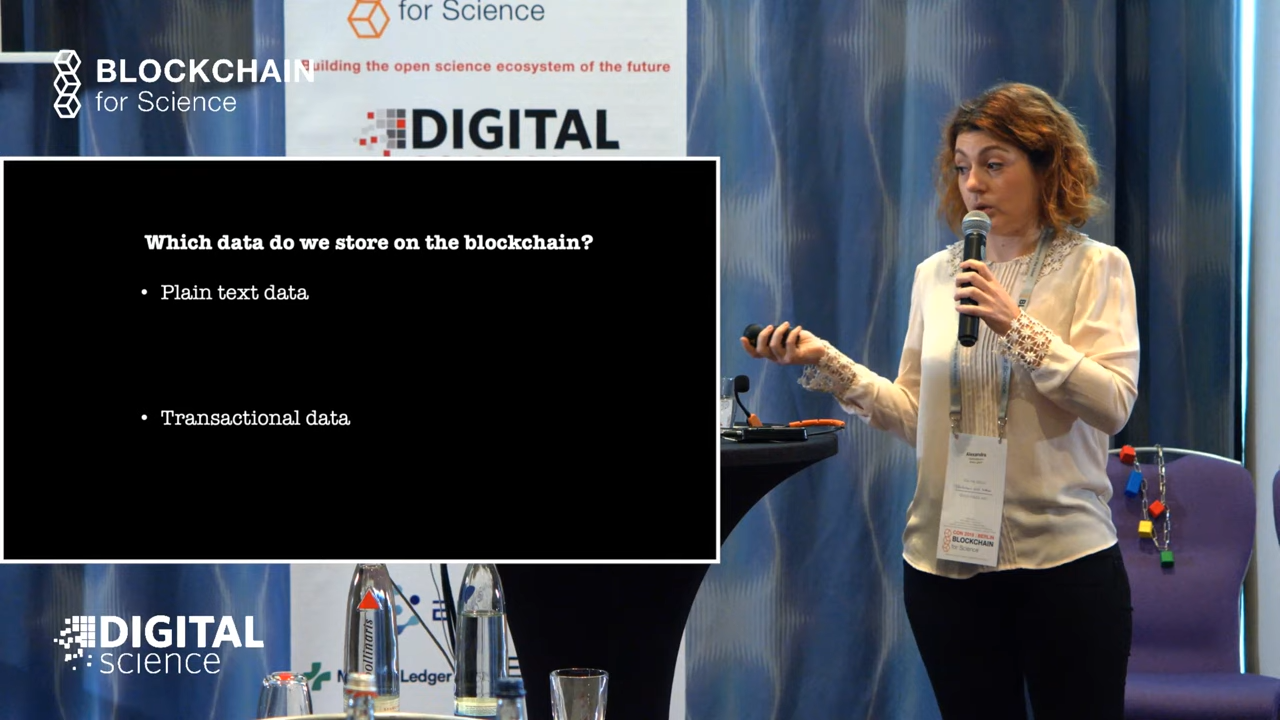 for Science
Building the open science ecosystem of the future
DIGITAL
BLOCKCHAIN
for Science
Which data do we store on the blockchain?
• Plain text data
• Transactional data
DIGITAL
science
Ledger
BLOCKCHAIN
for Science